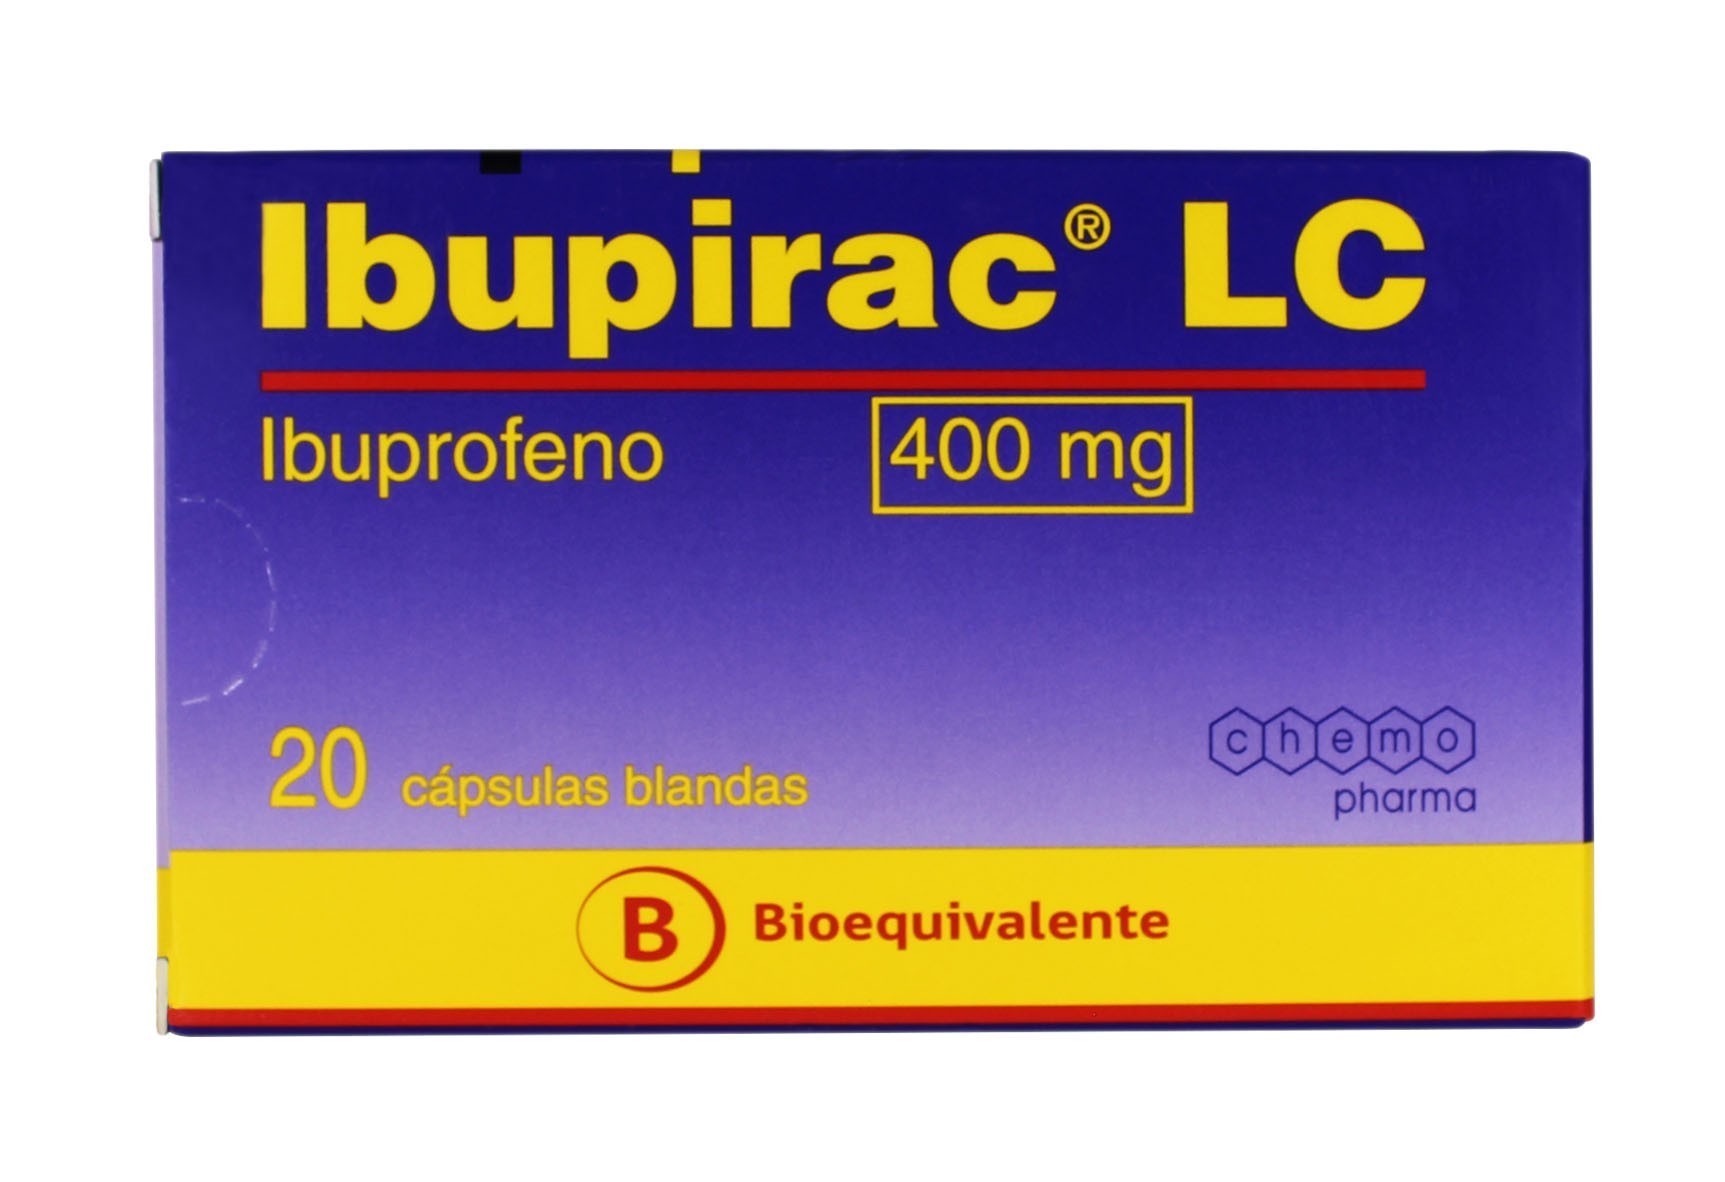 Ibupirac® LC
Ibuprofeno 400 mg
20 cápsulas blandas
chemo
pharma
B Bioequivalente